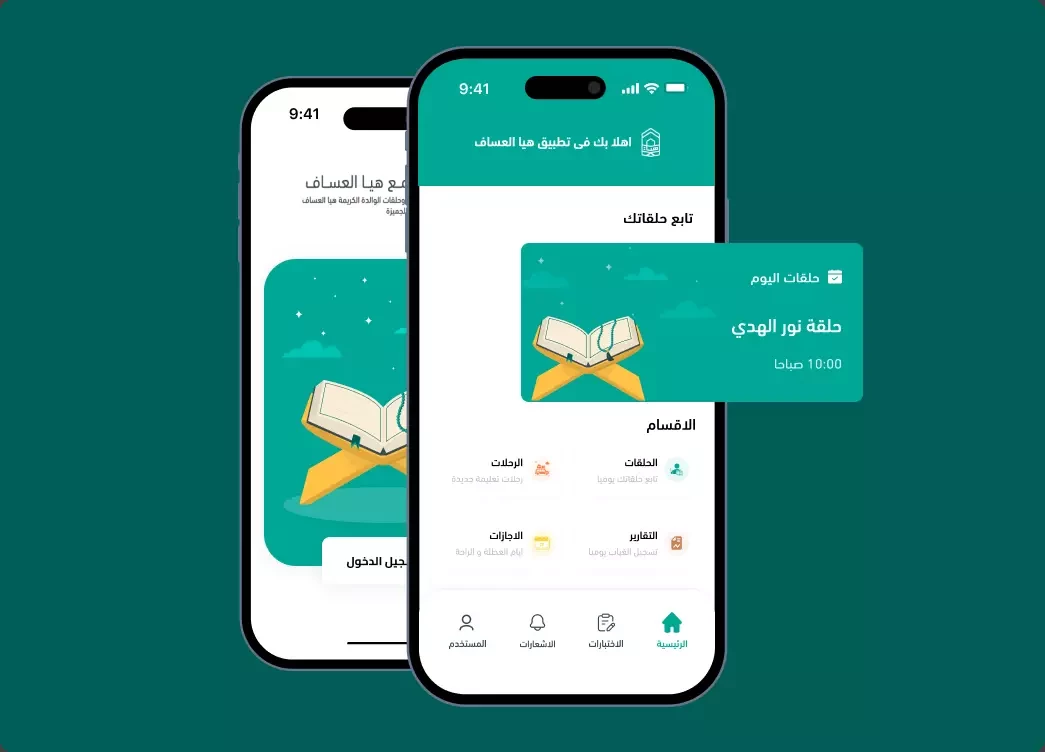 9:41
مع هيا العساف
وحلقات الوالدة الكريمة هيا العساف
المميزة
جيل الدخول
9:41
اهلا بك فى تطبيق هيا العساف
تابع حلقاتك
حلقات اليوم
حلقة نور الهدي
10:00 صباحا
الاقسام
الحلقات
تابع حلقاتك يوميا
الرحلات
رحلات تعليمة جديدة
التقارير
تسجيل الغياب يوميا
الاجازات
ايام العطلة و الراحة
الرئيسية
الاختبارات
الاشعارات
المستخدم